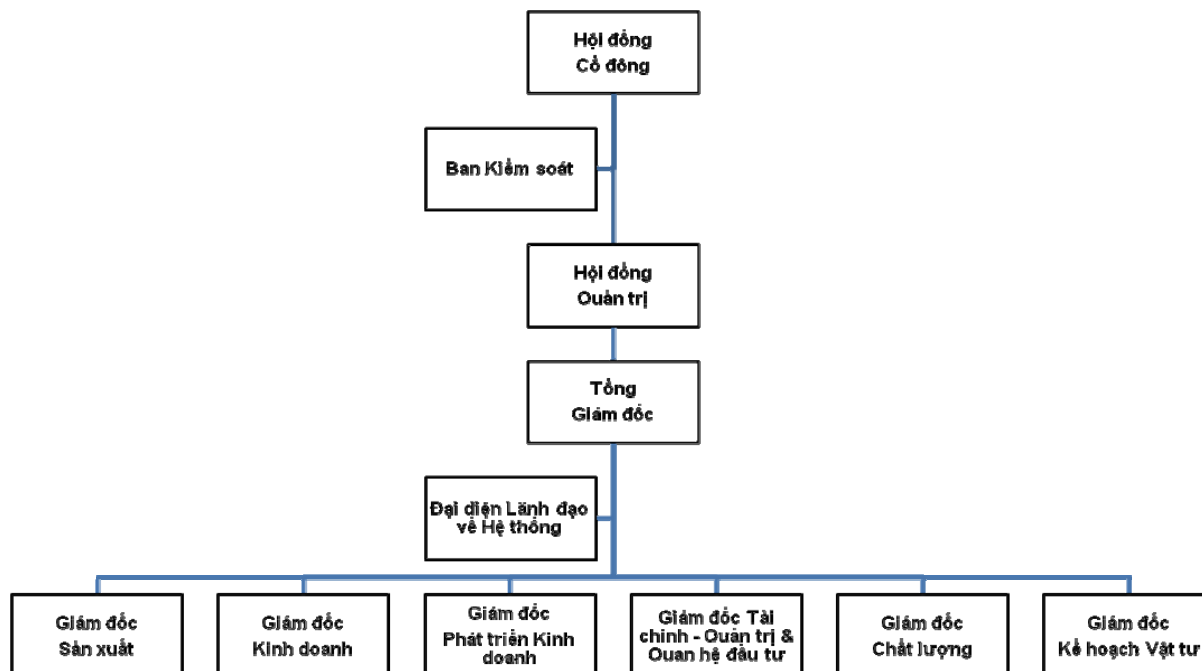 Hội đồng
Cổ đông
Ban Kiểm soát
Hội đồng
Quản trị
Tổng
Giám đốc
Đại diện Lãnh đạo
về Hệ thống
Giám đốc
Sản xuất
Giám đốc
Kinh doanh
Giám đốc
Phát triển Kinh
doanh
Giám đốc Tài
chính - Quản trị &
Quan hệ đầu tư
Giám đốc
Chất lượng
Giám đốc
Kế hoạch Vật tư